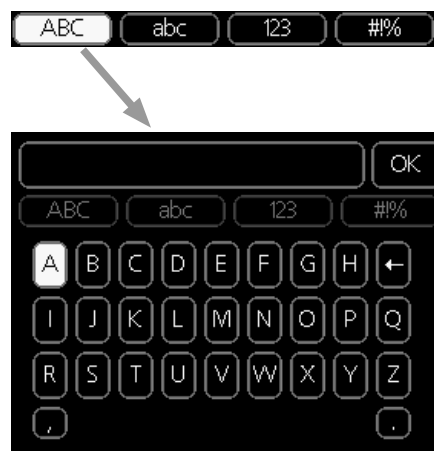 ABC abc 123 #!%
OK
ABC abc 123 #!%
A B C D E F G H ←
I J K L M N O P Q
R S T U V W X Y Z
, .